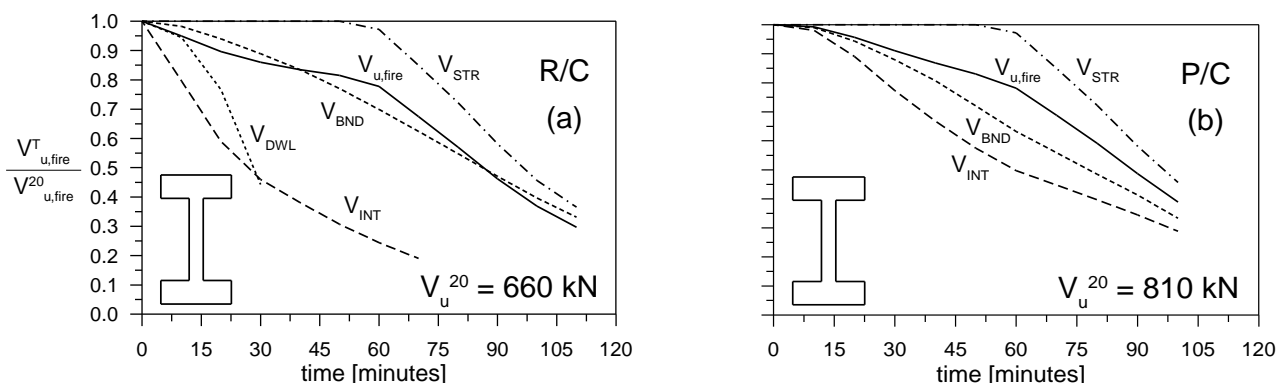 V^T_u,fire
V^20_u,fire
1.0
0.9
0.8
0.7
0.6
0.5
0.4
0.3
0.2
0.1
0.0
R/C
(a)
V_u,fire
V_STR
V_BND
V_DWL
V_INT
V_u^20 = 660 kN
0 15 30 45 60 75 90 105 120
time [minutes]
P/C
(b)
V_u,fire
V_STR
V_BND
V_INT
V_u^20 = 810 kN
0 15 30 45 60 75 90 105 120
time [minutes]